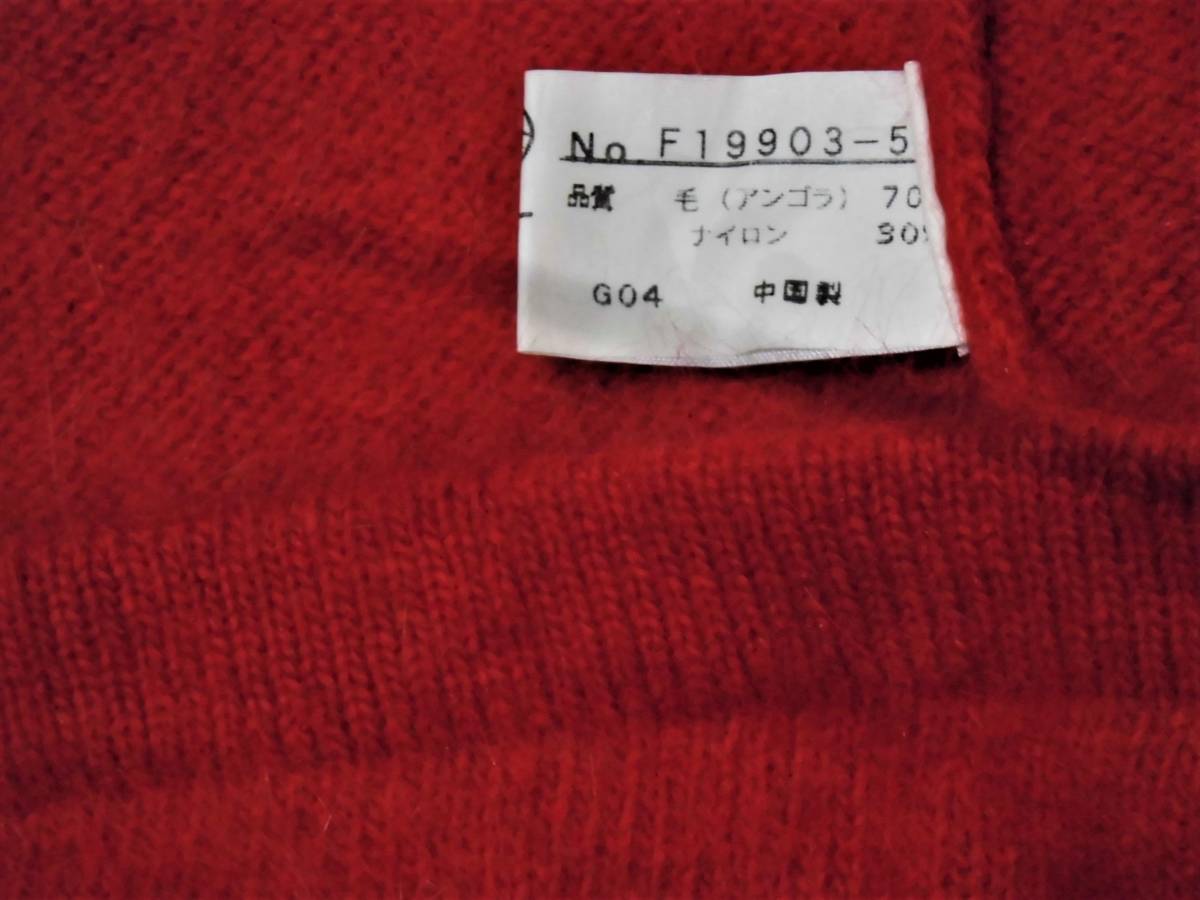 No. F19903-5
品質 毛(アンゴラ) 70
ナイロン 30%
G04 中国製